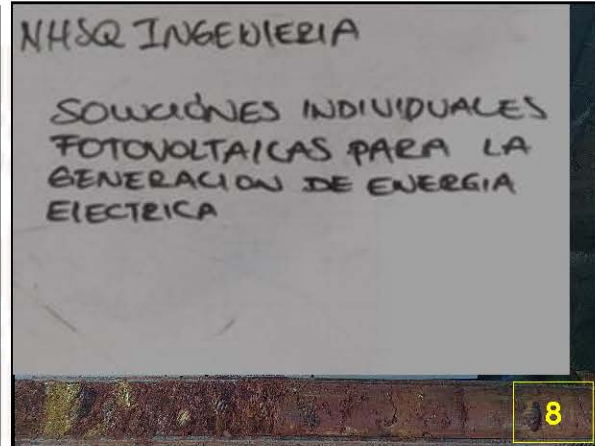 NHSQ INGENIERIA
SOLUCIÓNES INDIVIDUALES
FOTOVOLTAICAS PARA LA
GENERACION DE ENERGIA
ElECTRICA
8